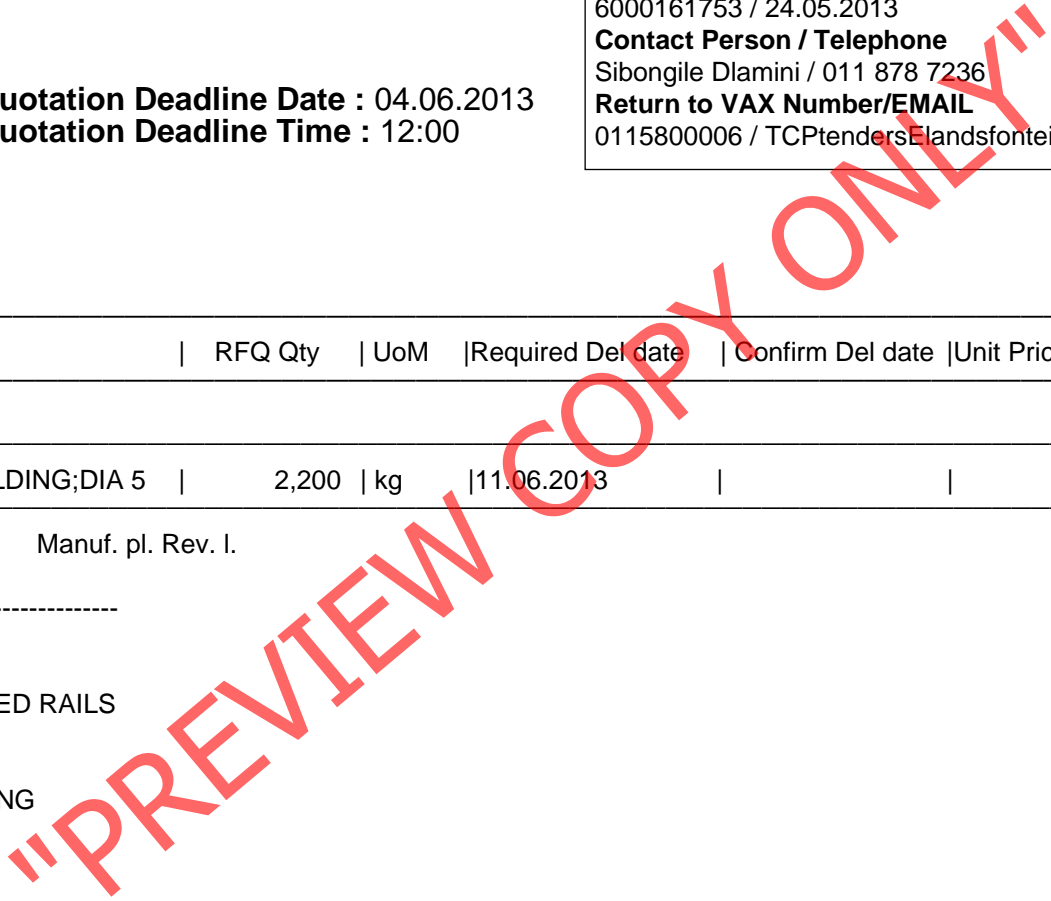 6000161753 / 24.05.2013
Contact Person / Telephone
Sibongile Dlamini / 011 878 7236
Return to VAX Number/EMAIL
0115800006 / TCPtendersElandsfontei
uotation Deadline Date : 04.06.2013
uotation Deadline Time : 12:00
| RFQ Qty | UoM |Required Del date | Confirm Del date |Unit Pric
LDING;DIA 5 | 2,200 | kg |11.06.2013 | |
Manuf. pl. Rev. I.
--------------
ED RAILS
NG
"PREVIEW COPY ONLY"